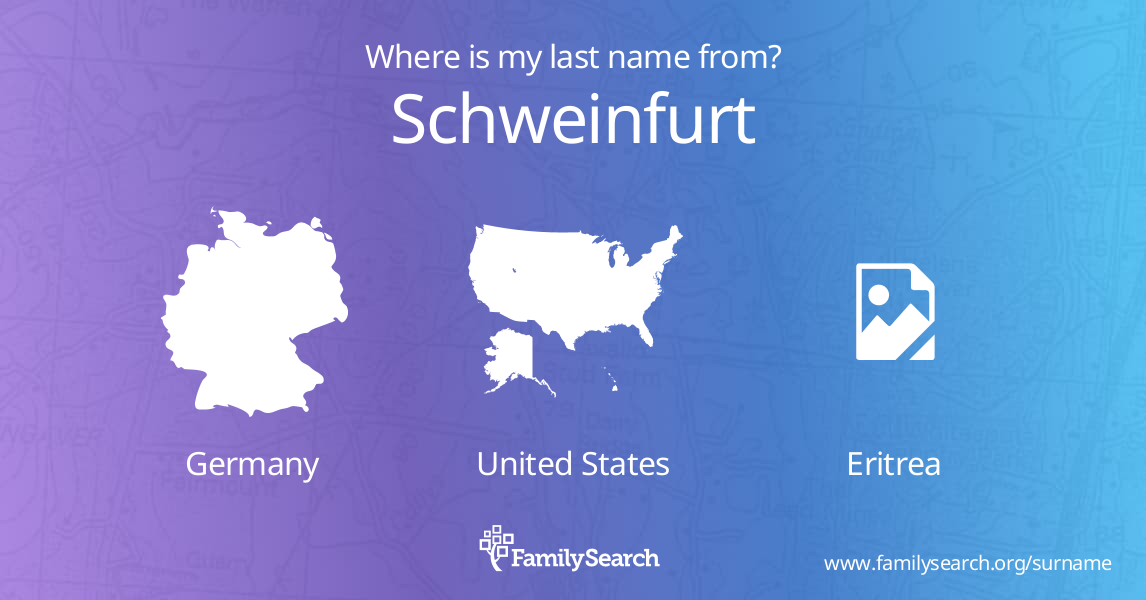 Where is my last name from?
Schweinfurt
Germany
United States
Eritrea
FamilySearch
www.familysearch.org/surname